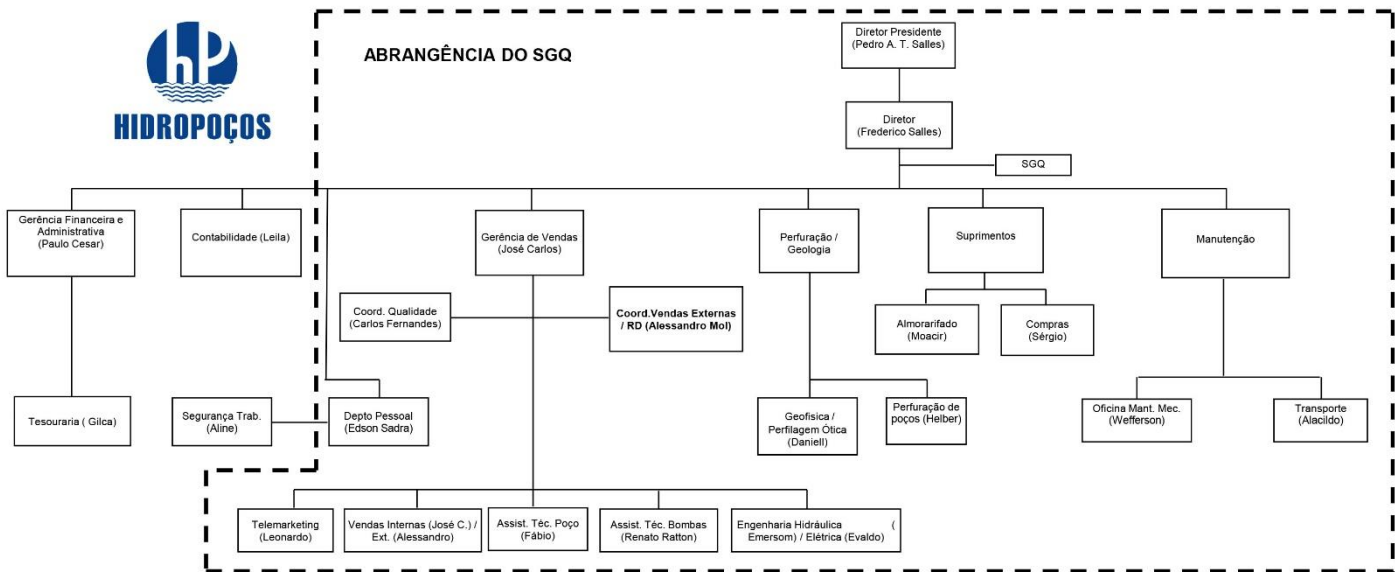 hP
HIDROPOÇOS
ABRANGÊNCIA DO SGQ
Diretor Presidente
(Pedro A. T. Salles)
Diretor
(Frederico Salles)
SGQ
Gerência Financeira e
Administrativa
(Paulo Cesar)
Contabilidade (Leila)
Gerência de Vendas
(José Carlos)
Perfuração /
Geologia
Suprimentos
Manutenção
Coord. Qualidade
(Carlos Fernandes)
Coord.Vendas Externas
/ RD (Alessandro Mol)
Almorarifado
(Moacir)
Compras
(Sérgio)
Tesouraria ( Gilca)
Segurança Trab.
(Aline)
Depto Pessoal
(Edson Sadra)
Geofisica /
Perfilagem Ótica
(Daniell)
Perfuração de
poços (Helber)
Oficina Mant. Mec.
(Wefferson)
Transporte
(Alacildo)
Telemarketing
(Leonardo)
Vendas Internas (José C.) /
Ext. (Alessandro)
Assist. Téc. Poço
(Fábio)
Assist. Téc. Bombas
(Renato Ratton)
Engenharia Hidráulica (
Emersom) / Elétrica (Evaldo)